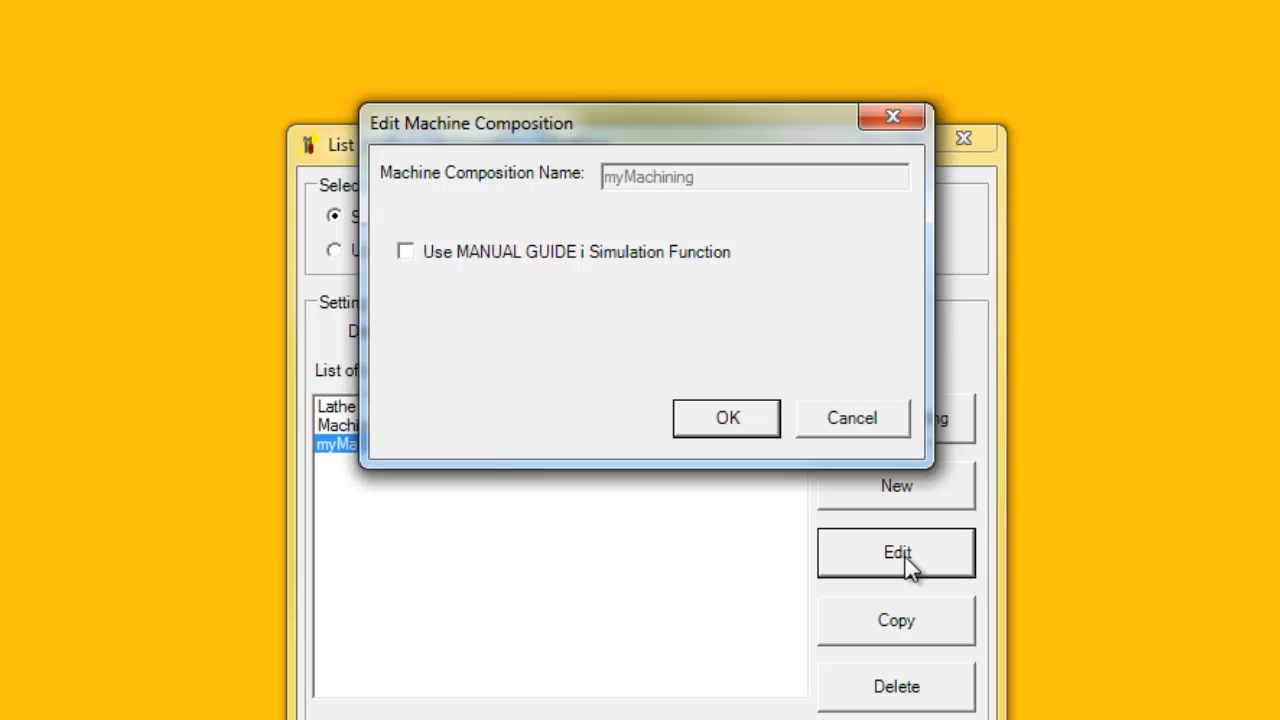 Edit Machine Composition
List
Machine Composition Name: myMachining
Selec
Use MANUAL GUIDE i Simulation Function
Settin
List of
OK
Cancel
Lathe
Machi
myMa
New
Edit
Copy
Delete